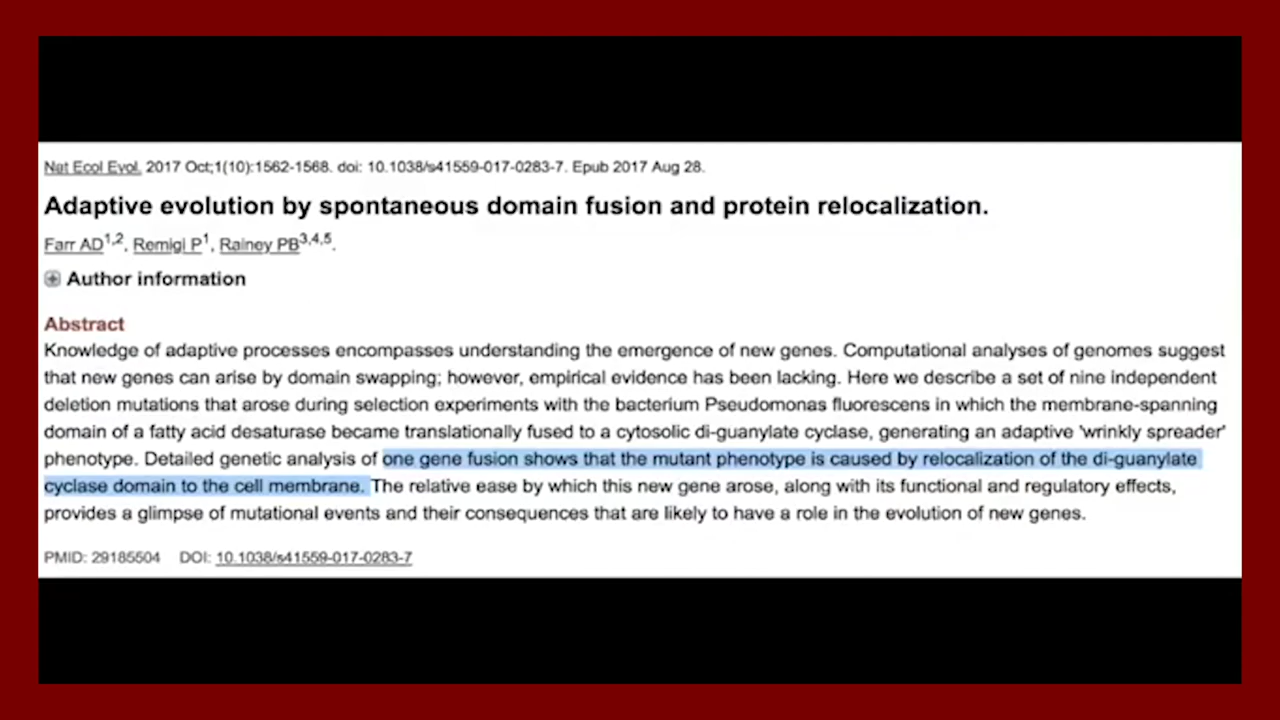 Nat Ecol Evol. 2017 Oct;1(10):1562-1568. doi: 10.1038/s41559-017-0283-7. Epub 2017 Aug 28.
Adaptive evolution by spontaneous domain fusion and protein relocalization.
Farr AD1,2, Remigi P1, Rainey PB3,4,5.
Author information
Abstract
Knowledge of adaptive processes encompasses understanding the emergence of new genes. Computational analyses of genomes suggest
that new genes can arise by domain swapping; however, empirical evidence has been lacking. Here we describe a set of nine independent
deletion mutations that arose during selection experiments with the bacterium Pseudomonas fluorescens in which the membrane-spanning
domain of a fatty acid desaturase became translationally fused to a cytosolic di-guanylate cyclase, generating an adaptive 'wrinkly spreader'
phenotype. Detailed genetic analysis of one gene fusion shows that the mutant phenotype is caused by relocalization of the di-guanylate
cyclase domain to the cell membrane. The relative ease by which this new gene arose, along with its functional and regulatory effects,
provides a glimpse of mutational events and their consequences that are likely to have a role in the evolution of new genes.
PMID: 29185504 DOI: 10.1038/s41559-017-0283-7